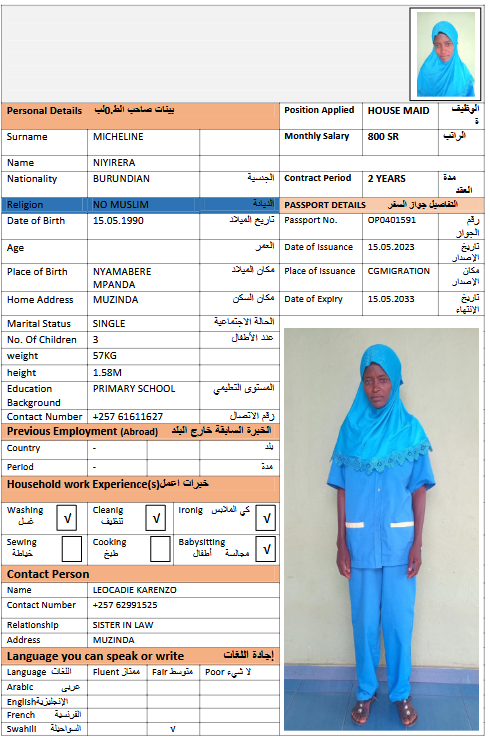 Personal Details بينات صاحب الطلب
Position Applied HOUSE MAID الوظيفة
Surname MICHELINE
Monthly Salary 800 SR الراتب
Name NIYIRERA
Nationality BURUNDIAN الجنسية
Contract Period 2 YEARS مدة العقد
Religion NO MUSLIM الديانة
PASSPORT DETAILS التفاصيل جواز السفر
Date of Birth 15.05.1990 تاريخ الميلاد
Passport No. OP0401591 رقم الجواز
Age العمر
Date of Issuance 15.05.2023 تاريخ الإصدار
Place of Birth NYAMABERE MPANDA مكان الميلاد
Place of Issuance CGMIGRATION مكان الإصدار
Home Address MUZINDA مكان السكن
Date of Expiry 15.05.2033 تاريخ الإنتهاء
Marital Status SINGLE الحالة الاجتماعية
No. Of Children 3 عدد الأطفال
weight 57KG
height 1.58M
Education Background PRIMARY SCHOOL المستوى التعليمي
Contact Number +257 61611627 رقم الاتصال
Previous Employment (Abroad) الخبرة السابقة خارج البلد
Country - بلد
Period - مدة
Household work Experience(s) خبرات اعمل
Washing غسل √ Cleanig تنظيف √ Ironig كي الملابس √
Sewing خياطة Cooking طبخ Babysitting مجالسة أطفال √
Contact Person
Name LEOCADIE KARENZO
Contact Number +257 62991525
Relationship SISTER IN LAW
Address MUZINDA
Language you can speak or write إجادة اللغات
Language اللغات Fluent ممتاز Fair متوسط Poor لا شيء
Arabic عربى
English الإنجليزية
French الفرنسية
Swahili السواحيلة √